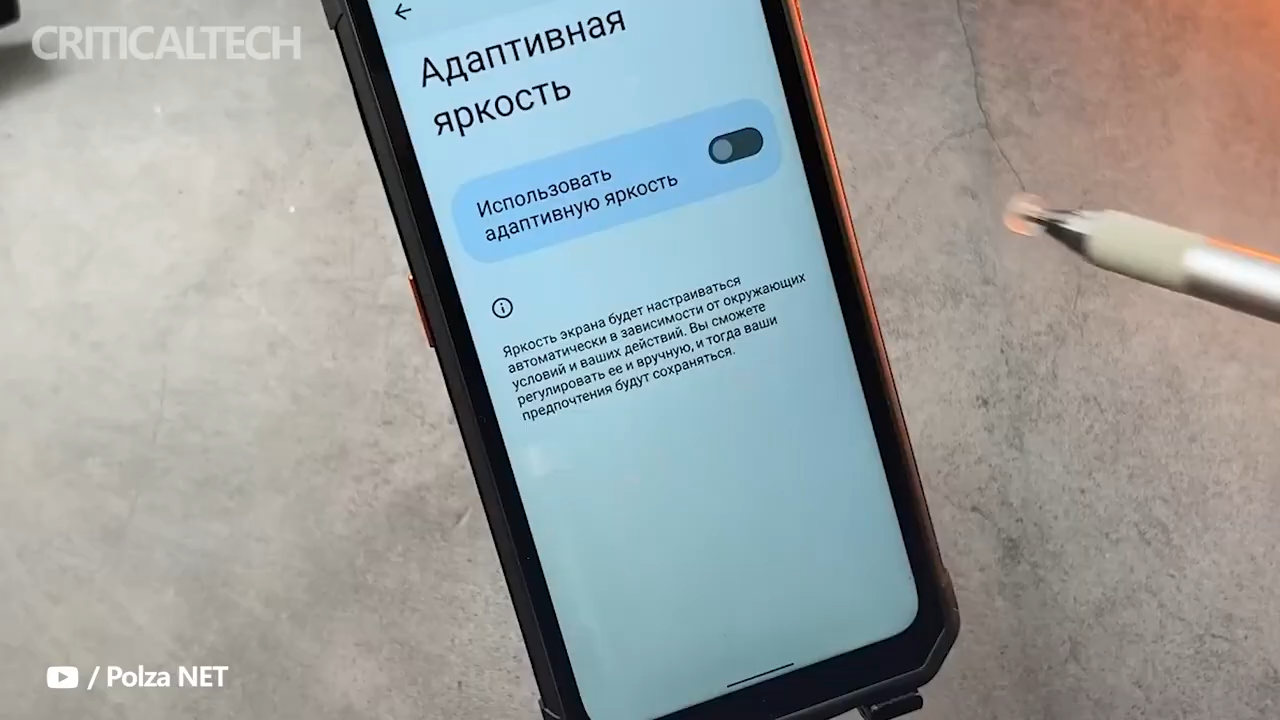 CRITICALTECH
Адаптивная
яркость
Использовать
адаптивную яркость
Яркость экрана будет настраиваться
автоматически в зависимости от окружающих
условий и ваших действий. Вы сможете
регулировать ее и вручную, и тогда ваши
предпочтения будут сохраняться.
/ Polza NET